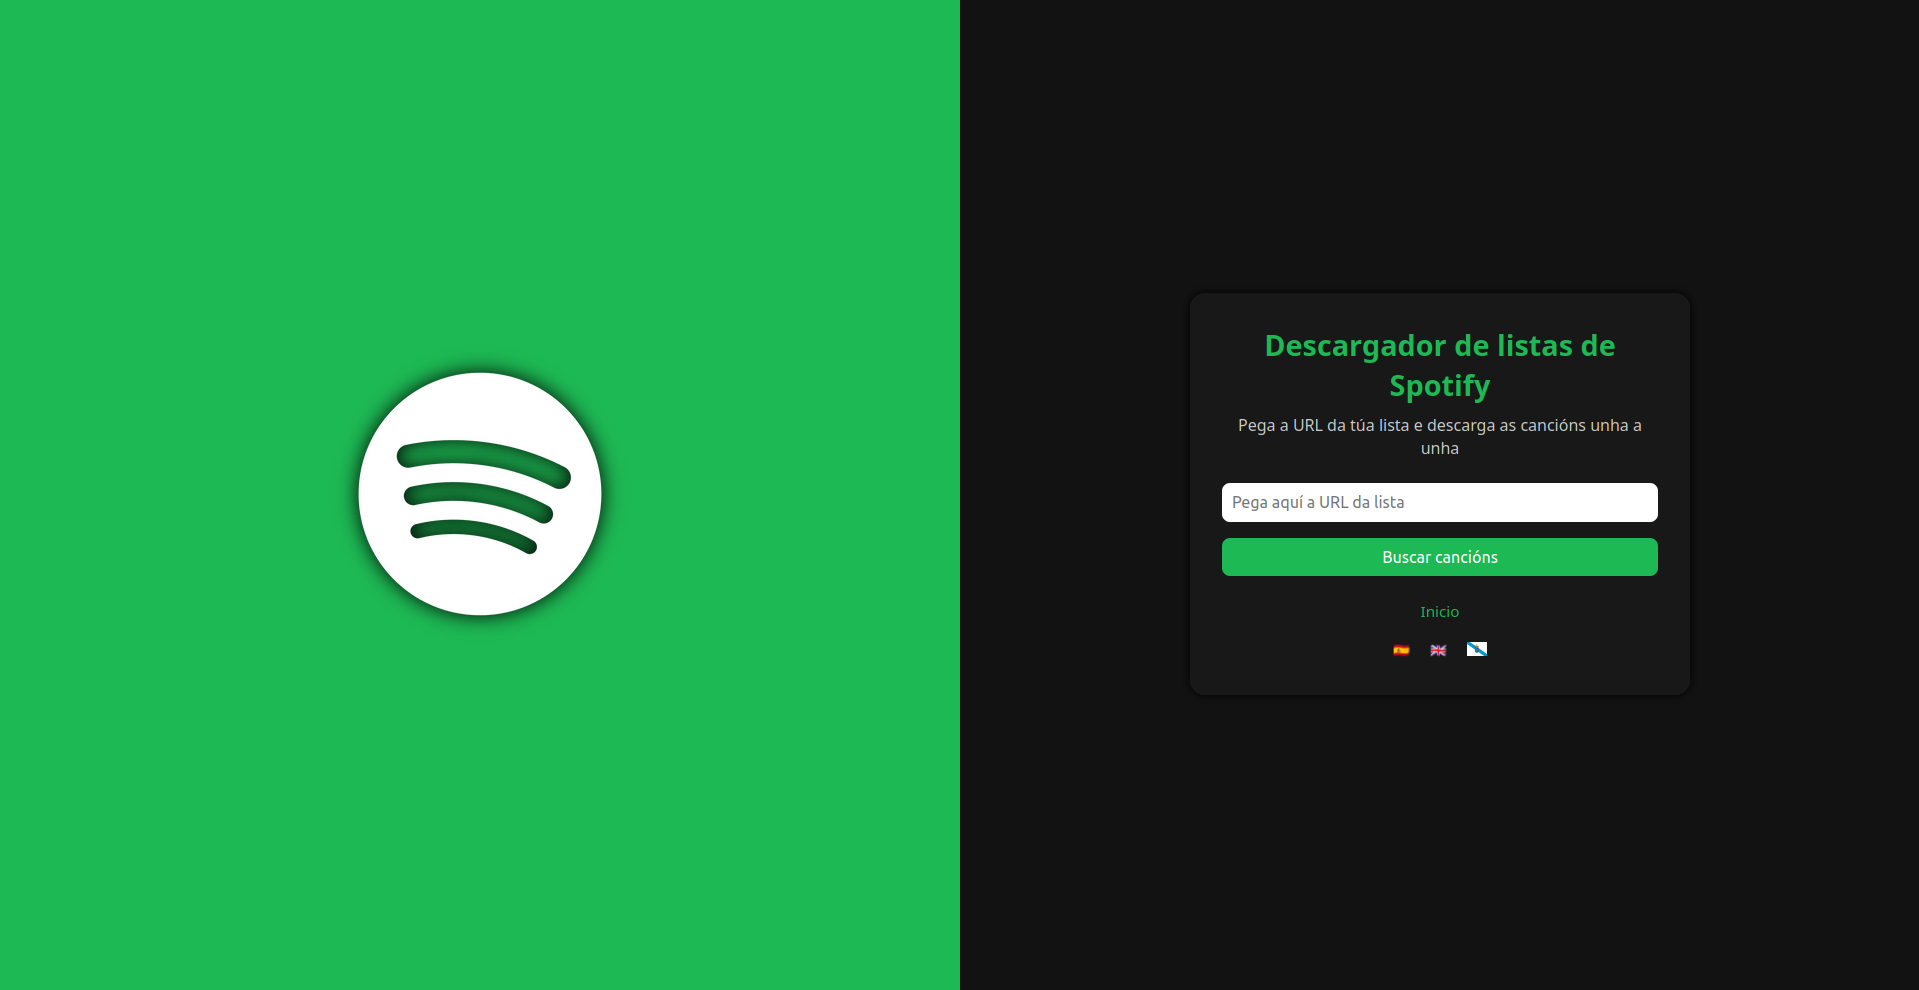 Descargador de listas de
Spotify
Pega a URL da túa lista e descarga as cancións unha a
unha
Pega aquí a URL da lista
Buscar cancións
Inicio